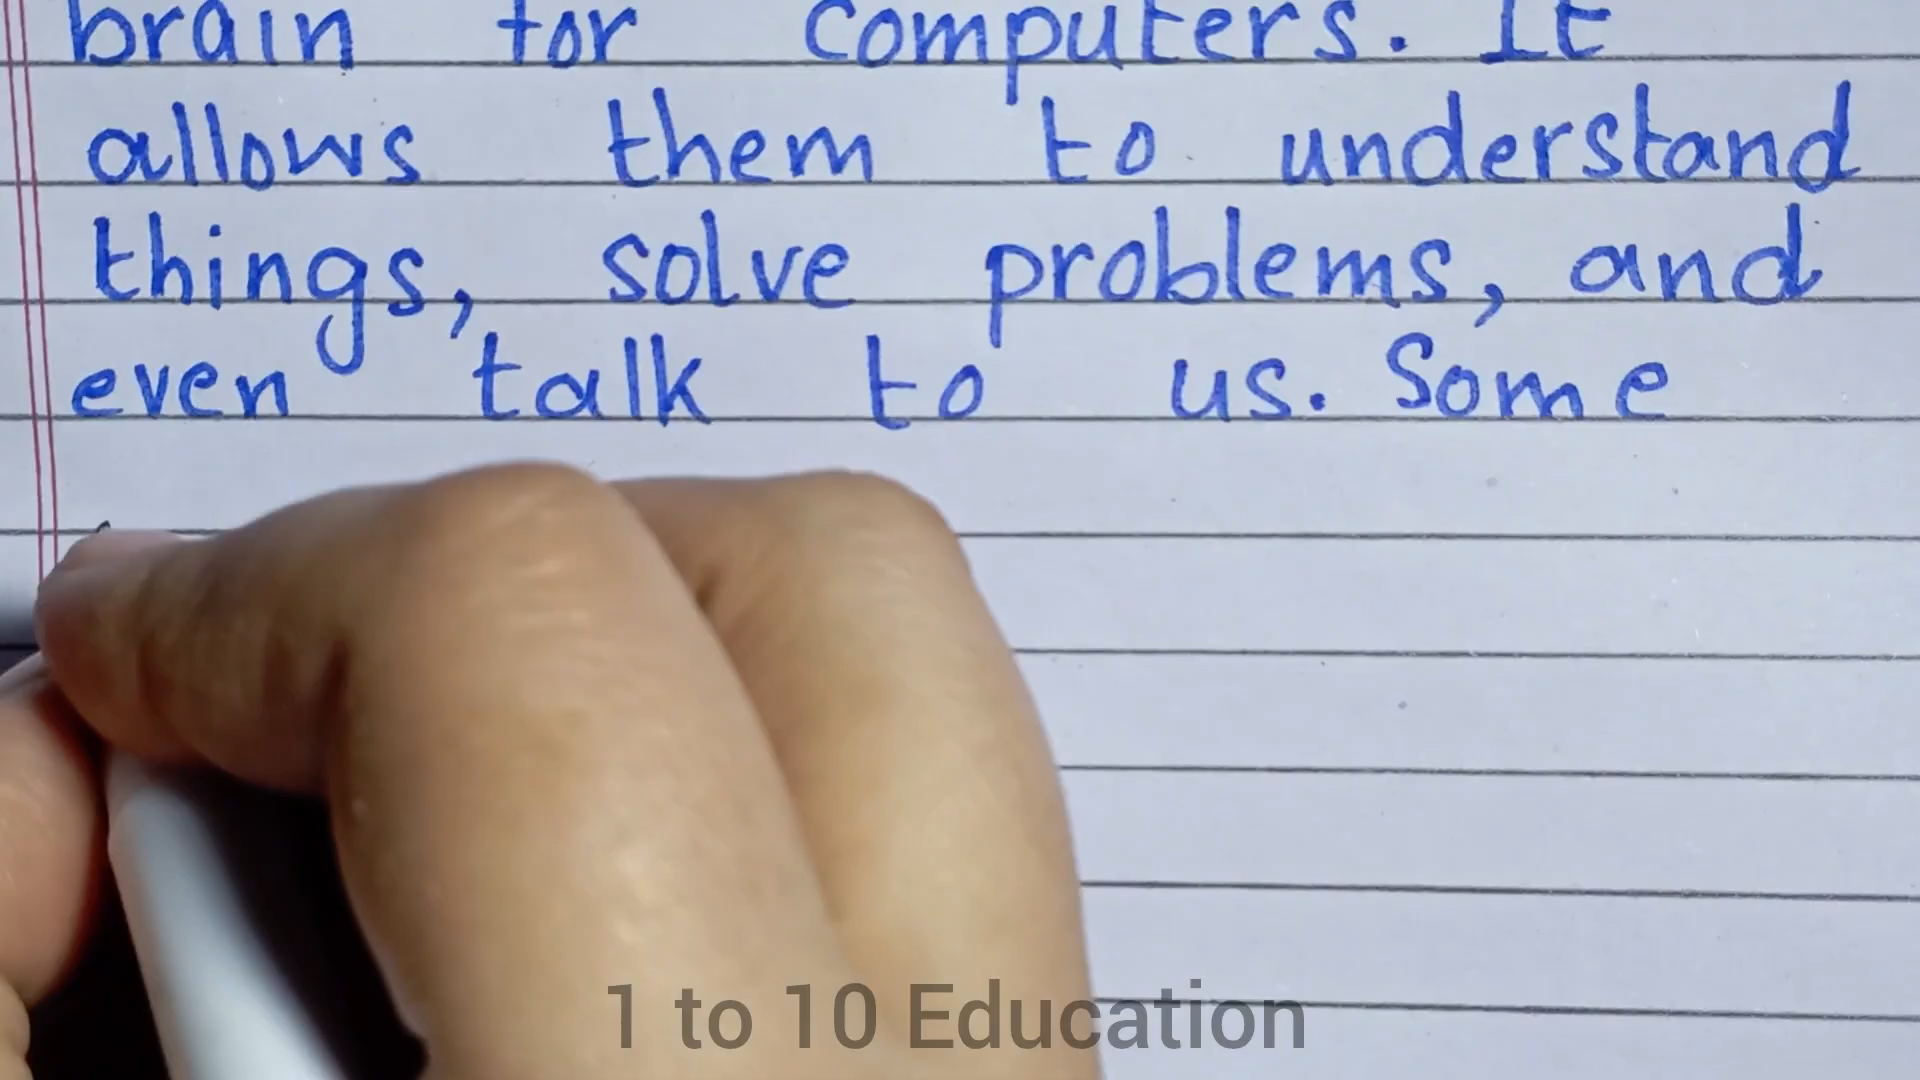 brain for computers. It
allows them to understand
things, solve problems, and
even talk to us. Some
1 to 10 Education